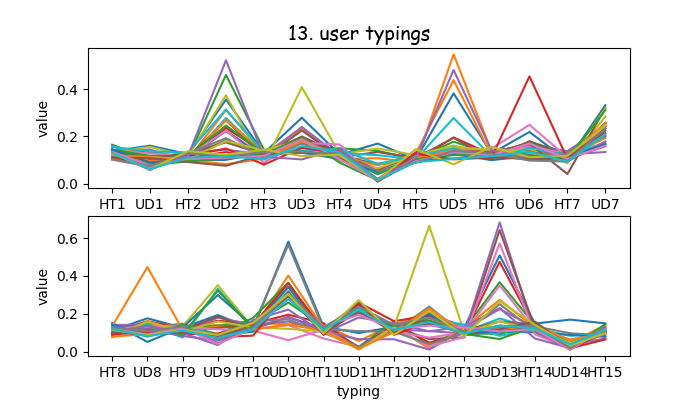 13. user typings
value
0.4
0.2
0.0
HT1 UD1 HT2 UD2 HT3 UD3 HT4 UD4 HT5 UD5 HT6 UD6 HT7 UD7
value
0.6
0.4
0.2
0.0
HT8 UD8 HT9 UD9 HT10 UD10 HT11 UD11 HT12 UD12 HT13 UD13 HT14 UD14 HT15
typing